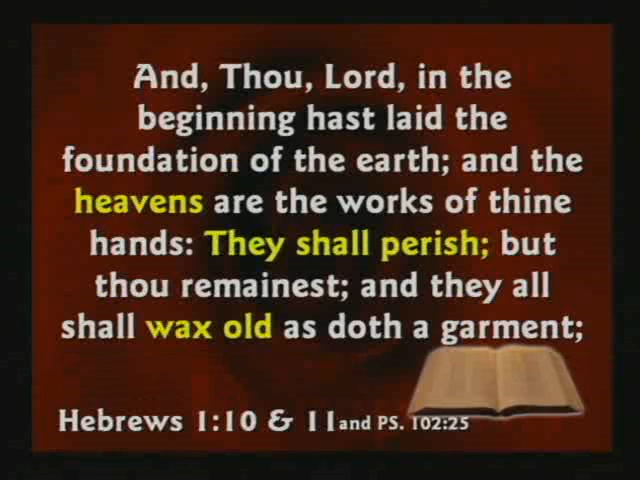 And, Thou, Lord, in the
beginning hast laid the
foundation of the earth; and the
heavens are the works of thine
hands: They shall perish; but
thou remainest; and they all
shall wax old as doth a garment;
Hebrews 1:10 & 11 and PS. 102:25